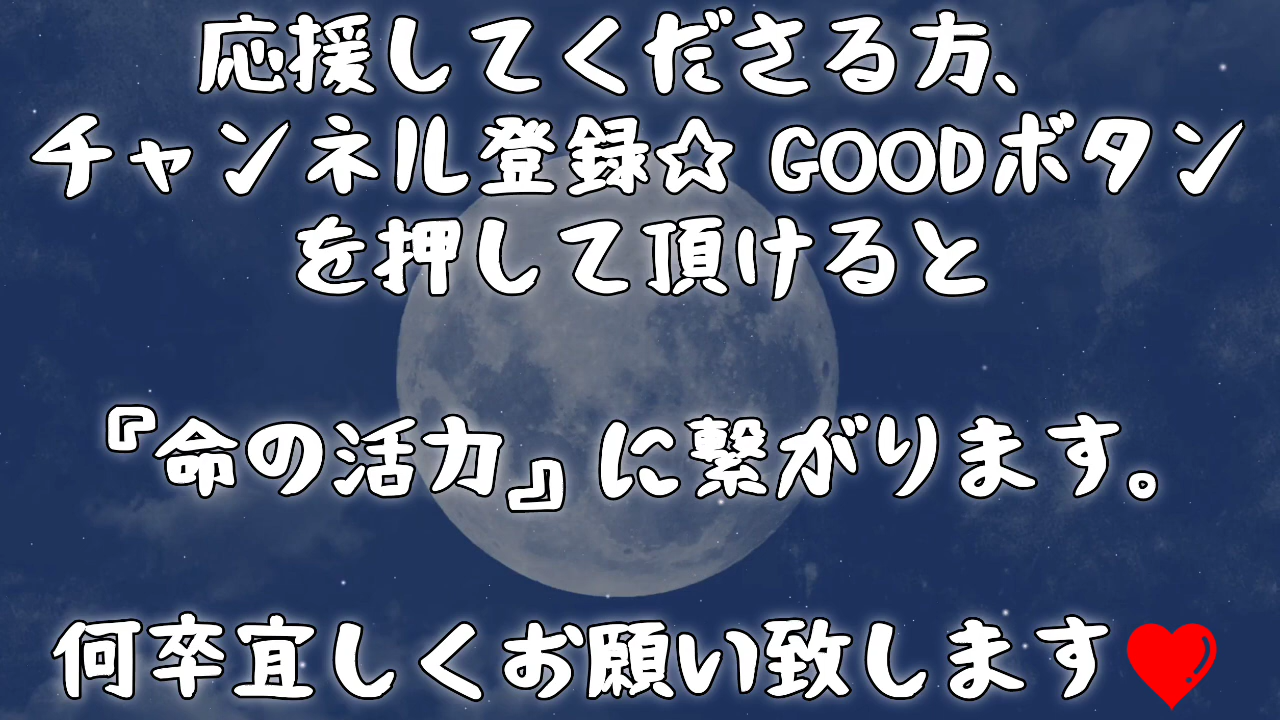 応援してくださる方、
チャンネル登録☆ GOODボタン
を押して頂けると
『命の活力』に繋がります。
何卒宜しくお願い致します